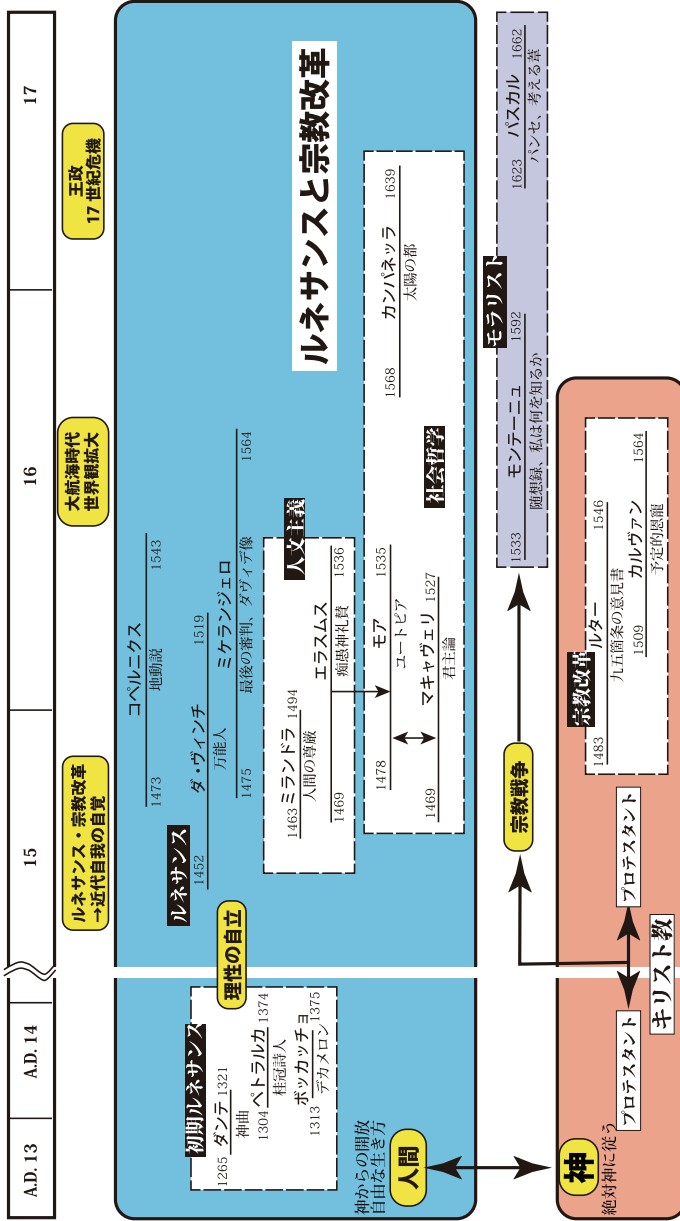 A.D. 13
A.D. 14
15
16
17
ルネサンス・宗教改革
→近代自我の自覚
大航海時代
世界観拡大
王政
17世紀危機
ルネサンスと宗教改革
初期ルネサンス
1265 ダンテ 1321
神曲
1304 ペトラルカ 1374
桂冠詩人
1313 ボッカッチョ 1375
デカメロン
理性の自立
神からの開放
自由な生き方
人間
ルネサンス
1473 コペルニクス 1543
地動説
1452 ダ・ヴィンチ 1519
万能人
1475 ミケランジェロ 1564
最後の審判、ダヴィデ像
人文主義
1463 ミランドラ 1494
人間の尊厳
1469 エラスムス 1536
痴愚神礼賛
社会哲学
1478 モア 1535
ユートピア
1469 マキャヴェリ 1527
君主論
1568 カンパネッラ 1639
太陽の都
モラリスト
1533 モンテーニュ 1592
随想録、私は何を知るか
1623 パスカル 1662
パンセ、考える葦
宗教戦争
神
絶対神に従う
プロテスタント
プロテスタント
キリスト教
宗教改革
1483 ルター 1546
九五箇条の意見書
1509 カルヴァン 1564
予定的恩寵